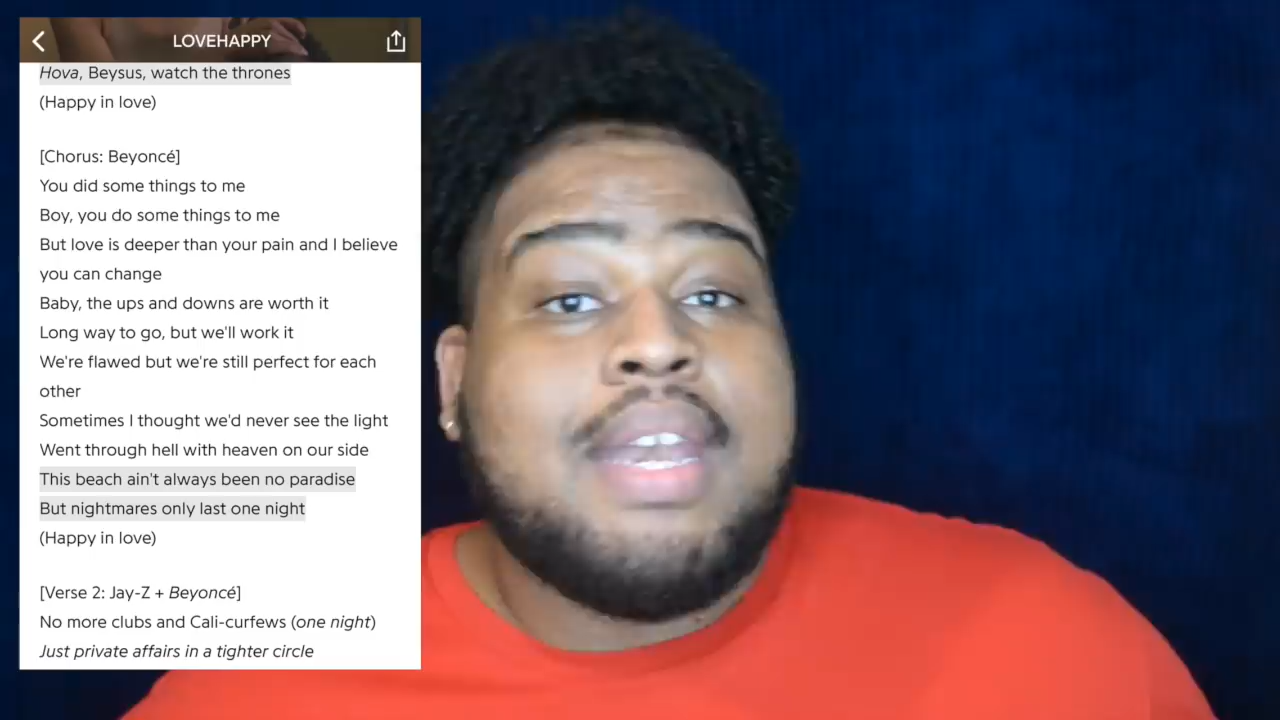 LOVEHAPPY
Hova, Beysus, watch the thrones
(Happy in love)
[Chorus: Beyoncé]
You did some things to me
Boy, you do some things to me
But love is deeper than your pain and I believe
you can change
Baby, the ups and downs are worth it
Long way to go, but we'll work it
We're flawed but we're still perfect for each
other
Sometimes I thought we'd never see the light
Went through hell with heaven on our side
This beach ain't always been no paradise
But nightmares only last one night
(Happy in love)
[Verse 2: Jay-Z + Beyoncé]
No more clubs and Cali-curfews (one night)
Just private affairs in a tighter circle